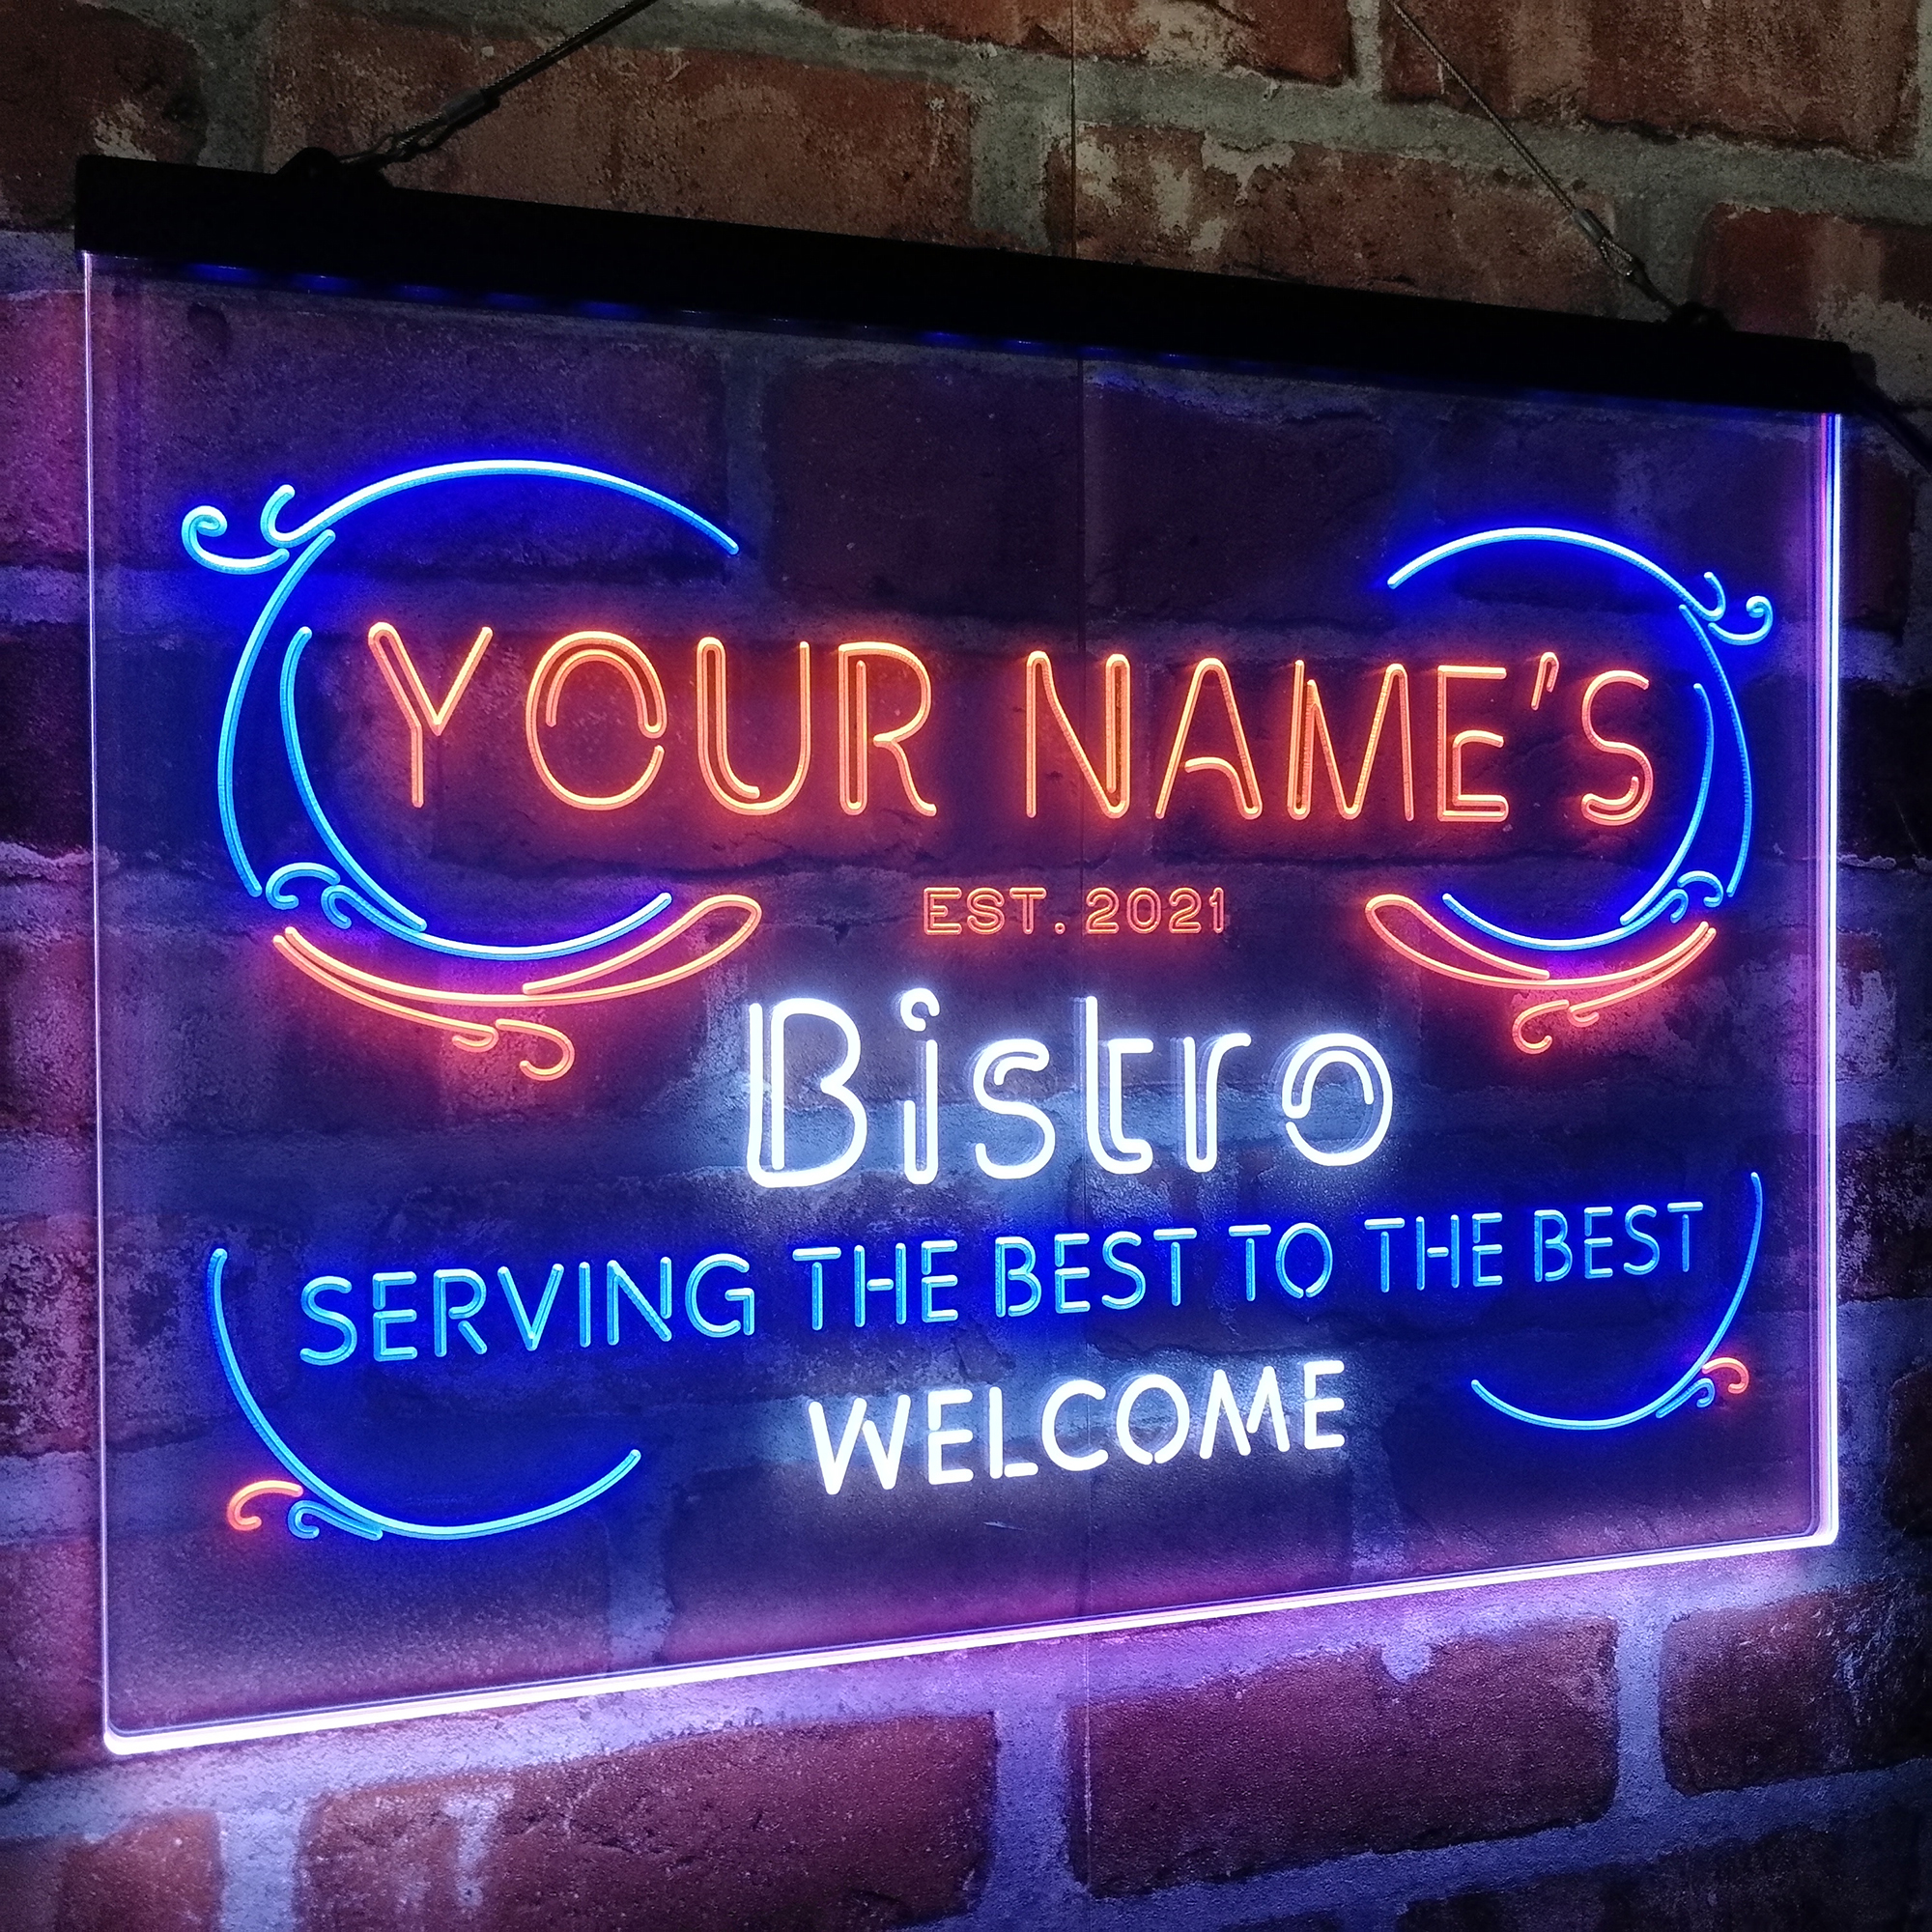 YOUR NAME'S
EST. 2021
Bistro
SERVING THE BEST TO THE BEST
WELCOME